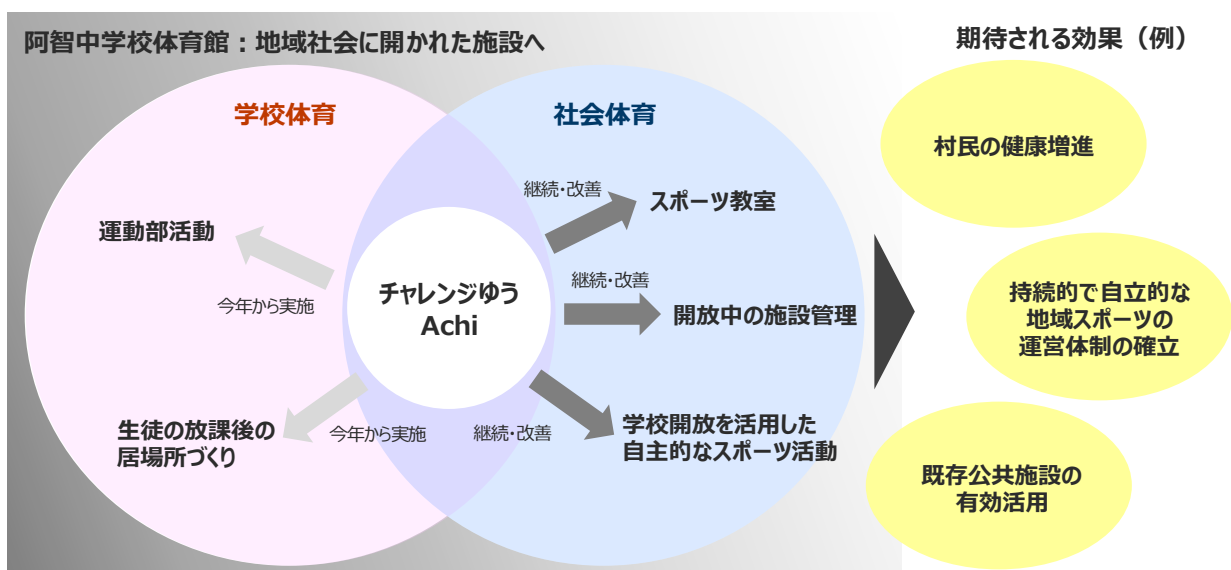 阿智中学校体育館：地域社会に開かれた施設へ
期待される効果（例）
学校体育
社会体育
運動部活動
今年から実施
生徒の放課後の
居場所づくり
今年から実施
チャレンジゆう
Achi
継続・改善
スポーツ教室
継続・改善
開放中の施設管理
継続・改善
学校開放を活用した
自主的なスポーツ活動
村民の健康増進
持続的で自立的な
地域スポーツの
運営体制の確立
既存公共施設の
有効活用